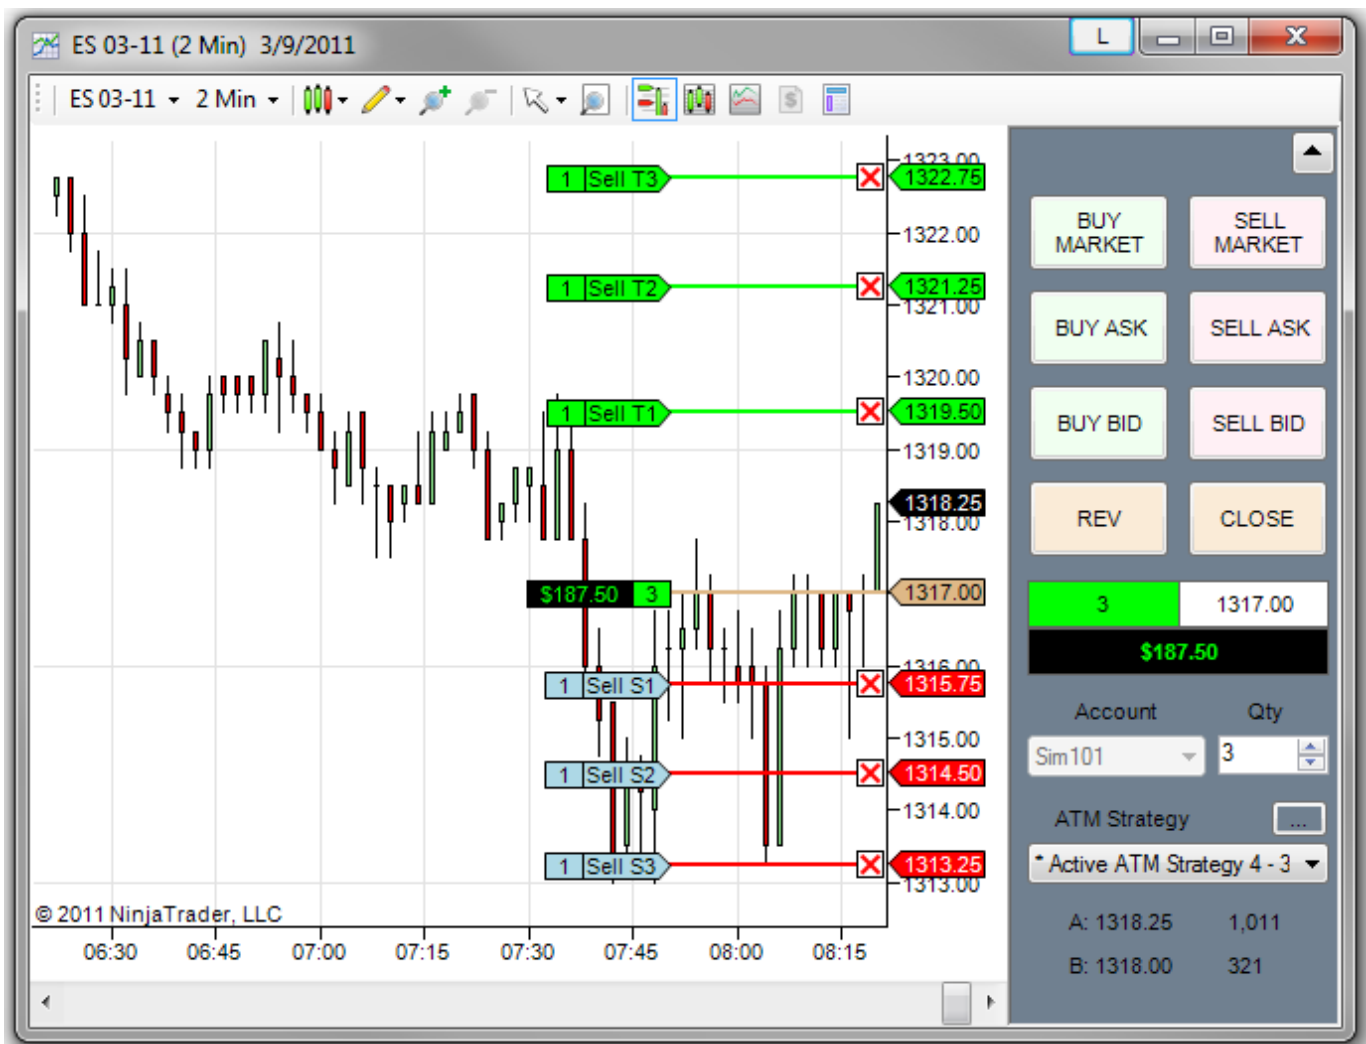 ES 03-11 (2 Min) 3/9/2011
L
ES 03-11
2 Min
1323.00
1 Sell T3
1322.75
1322.00
1 Sell T2
1321.25
1321.00
1320.00
1 Sell T1
1319.50
1319.00
1318.25
1318.00
$187.50 3
1317.00
1316.00
1 Sell S1
1315.75
1315.00
1 Sell S2
1314.50
1314.00
1 Sell S3
1313.25
1313.00
© 2011 NinjaTrader, LLC
06:30 06:45 07:00 07:15 07:30 07:45 08:00 08:15
BUY
MARKET
SELL
MARKET
BUY ASK
SELL ASK
BUY BID
SELL BID
REV
CLOSE
3 1317.00
$187.50
Account Qty
Sim101 3
ATM Strategy ...
* Active ATM Strategy 4 - 3
A: 1318.25 1,011
B: 1318.00 321